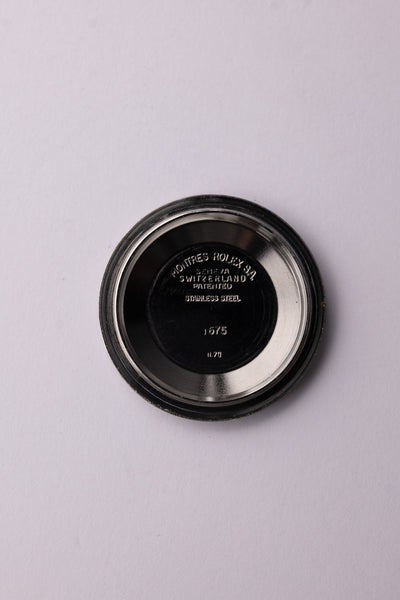 MONTRES ROLEX S.A.
GENEVA
SWITZERLAND
PATENTED
STAINLESS STEEL
1675
II.70